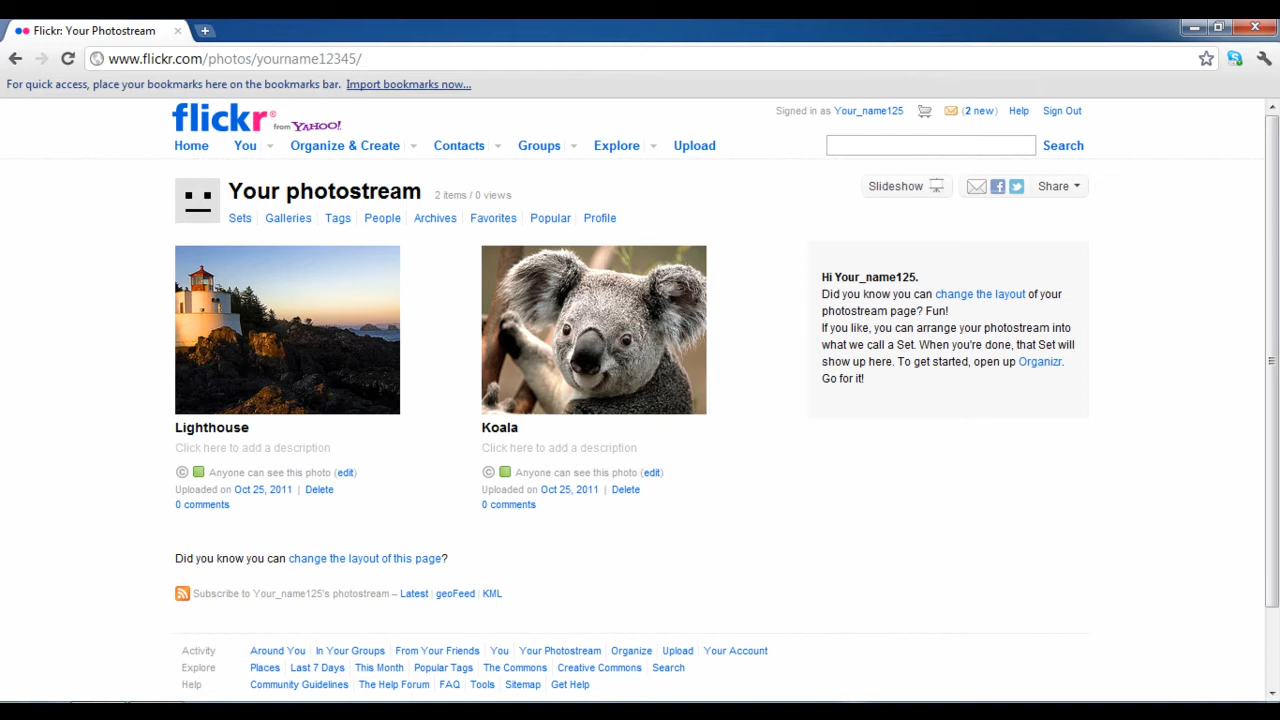 Flickr: Your Photostream
www.flickr.com/photos/yourname12345/
For quick access, place your bookmarks here on the bookmarks bar. Import bookmarks now...
flickr® from YAHOO!
Signed in as Your_name125 (2 new) Help Sign Out
Home You Organize & Create Contacts Groups Explore Upload Search
Your photostream 2 items / 0 views
Slideshow Share
Sets Galleries Tags People Archives Favorites Popular Profile
Lighthouse
Click here to add a description
© Anyone can see this photo (edit)
Uploaded on Oct 25, 2011 | Delete
0 comments
Koala
Click here to add a description
© Anyone can see this photo (edit)
Uploaded on Oct 25, 2011 | Delete
0 comments
Hi Your_name125.
Did you know you can change the layout of your
photostream page? Fun!
If you like, you can arrange your photostream into
what we call a Set. When you're done, that Set will
show up here. To get started, open up Organizr.
Go for it!
Did you know you can change the layout of this page?
Subscribe to Your_name125's photostream – Latest | geoFeed | KML
Activity Around You In Your Groups From Your Friends You Your Photostream Organize Upload Your Account
Explore Places Last 7 Days This Month Popular Tags The Commons Creative Commons Search
Help Community Guidelines The Help Forum FAQ Tools Sitemap Get Help